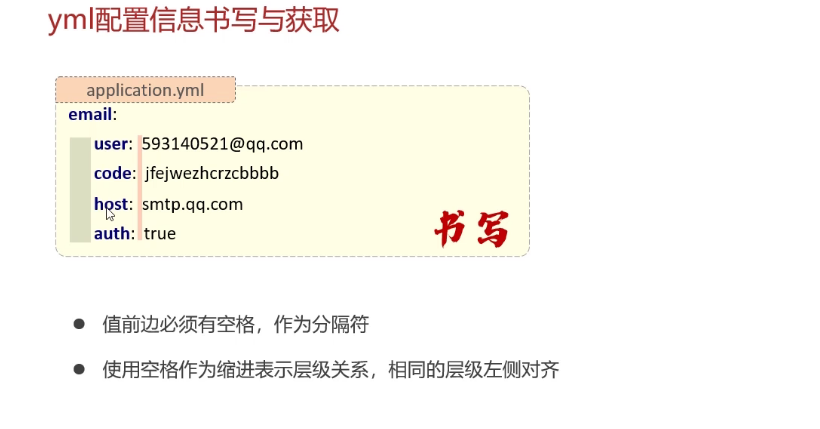 yml配置信息书写与获取
application.yml
email:
user: 593140521@qq.com
code: jfejwezhcrzcbbbb
host: smtp.qq.com
auth: true
书写
值前边必须有空格，作为分隔符
使用空格作为缩进表示层级关系，相同的层级左侧对齐